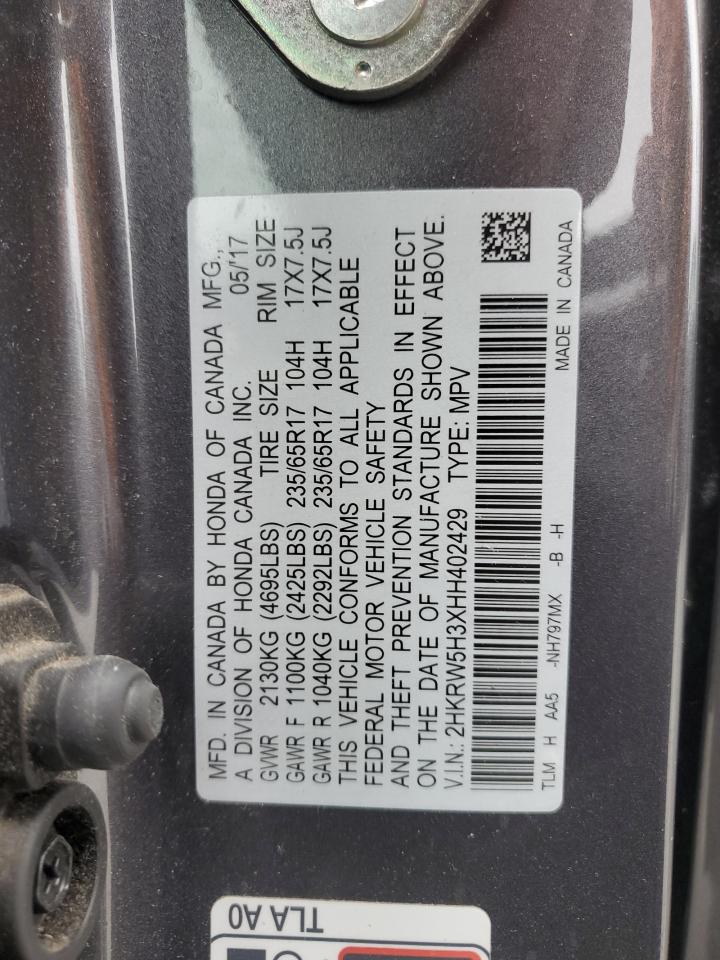 MFD. IN CANADA BY HONDA OF CANADA MFG.,
A DIVISION OF HONDA CANADA INC. 05/'17
GVWR 2130KG (4695LBS) TIRE SIZE RIM SIZE
GAWR F 1100KG (2425LBS) 235/65R17 104H 17X7.5J
GAWR R 1040KG (2292LBS) 235/65R17 104H 17X7.5J
THIS VEHICLE CONFORMS TO ALL APPLICABLE
FEDERAL MOTOR VEHICLE SAFETY
AND THEFT PREVENTION STANDARDS IN EFFECT
ON THE DATE OF MANUFACTURE SHOWN ABOVE.
V.I.N.: 2HKRW5H3XHH402429 TYPE: MPV
TLM H AA5 -NH797MX -B -H MADE IN CANADA
TLA A0